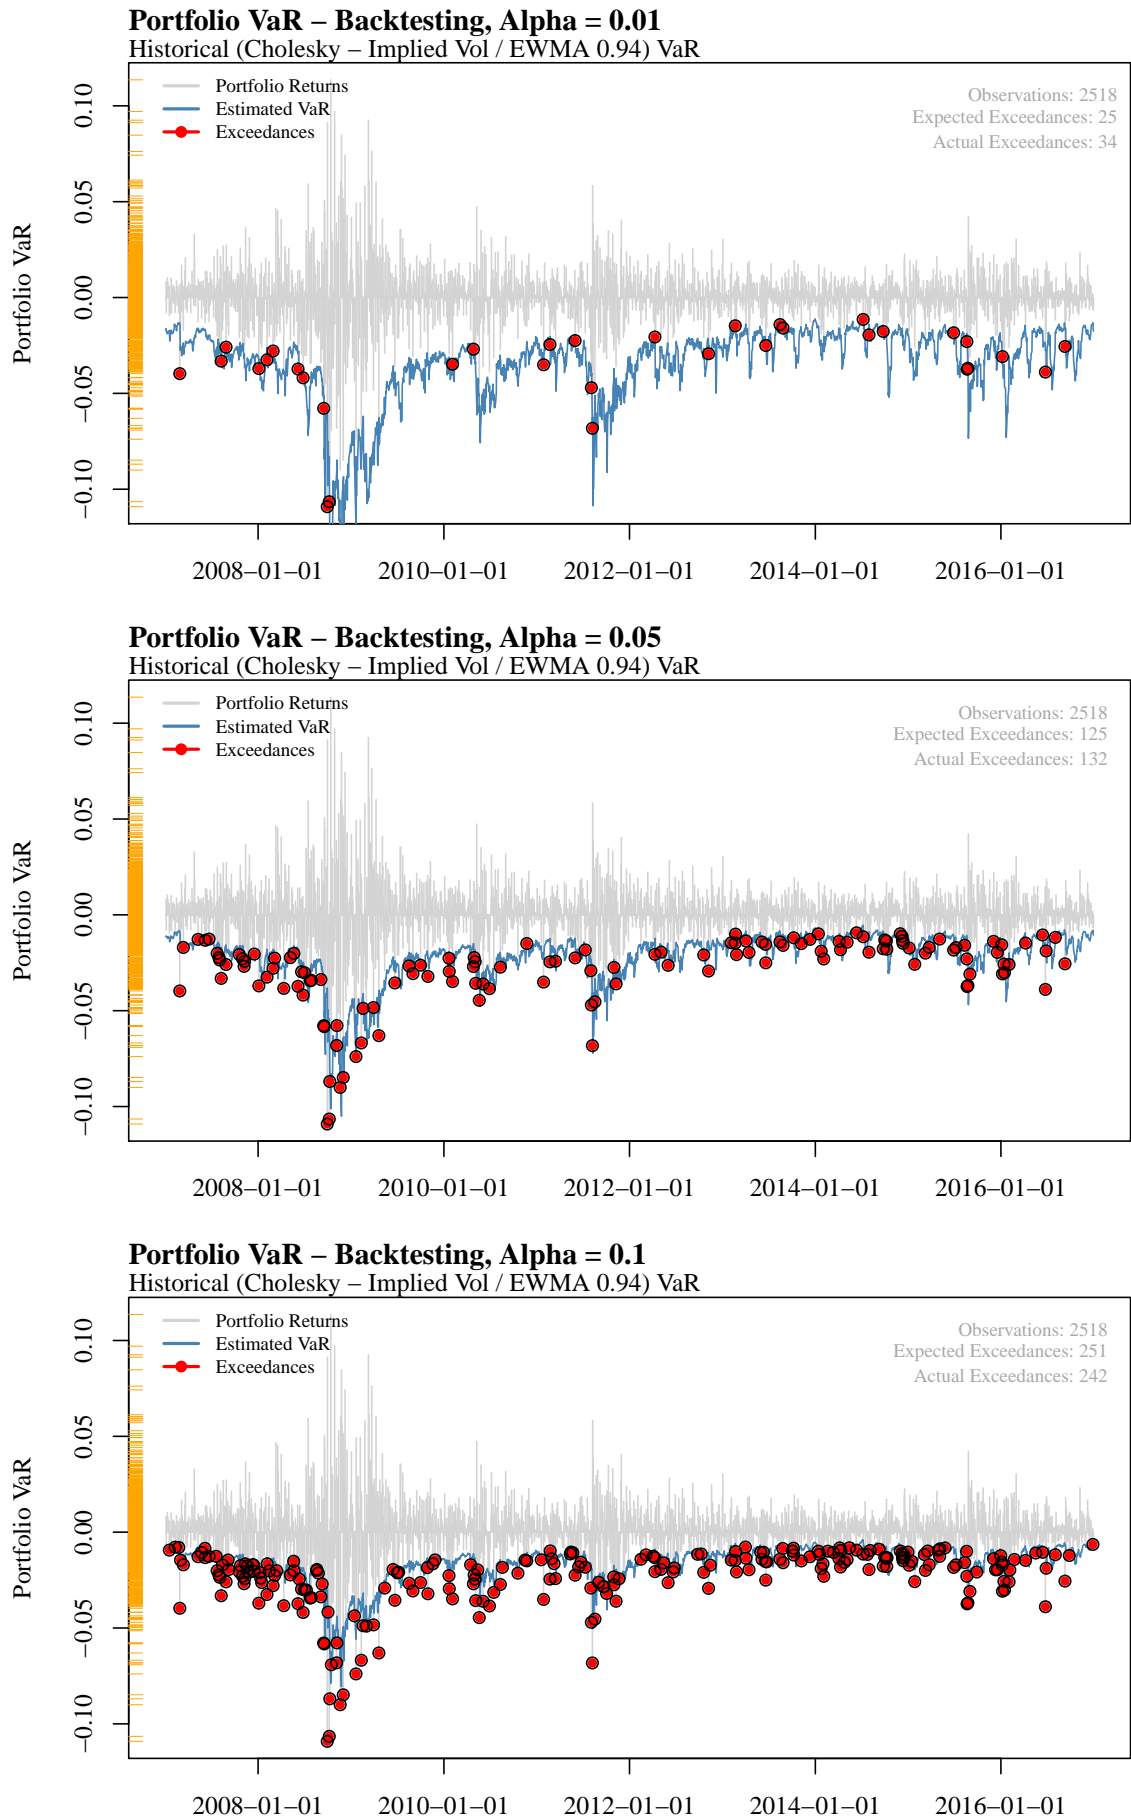 Portfolio VaR – Backtesting, Alpha = 0.01
Historical (Cholesky – Implied Vol / EWMA 0.94) VaR
Portfolio Returns
Estimated VaR
Exceedances
Observations: 2518
Expected Exceedances: 25
Actual Exceedances: 34
Portfolio VaR
0.10
0.05
0.00
−0.05
−0.10
2008−01−01 2010−01−01 2012−01−01 2014−01−01 2016−01−01
Portfolio VaR – Backtesting, Alpha = 0.05
Historical (Cholesky – Implied Vol / EWMA 0.94) VaR
Portfolio Returns
Estimated VaR
Exceedances
Observations: 2518
Expected Exceedances: 125
Actual Exceedances: 132
Portfolio VaR
0.10
0.05
0.00
−0.05
−0.10
2008−01−01 2010−01−01 2012−01−01 2014−01−01 2016−01−01
Portfolio VaR – Backtesting, Alpha = 0.1
Historical (Cholesky – Implied Vol / EWMA 0.94) VaR
Portfolio Returns
Estimated VaR
Exceedances
Observations: 2518
Expected Exceedances: 251
Actual Exceedances: 242
Portfolio VaR
0.10
0.05
0.00
−0.05
−0.10
2008−01−01 2010−01−01 2012−01−01 2014−01−01 2016−01−01